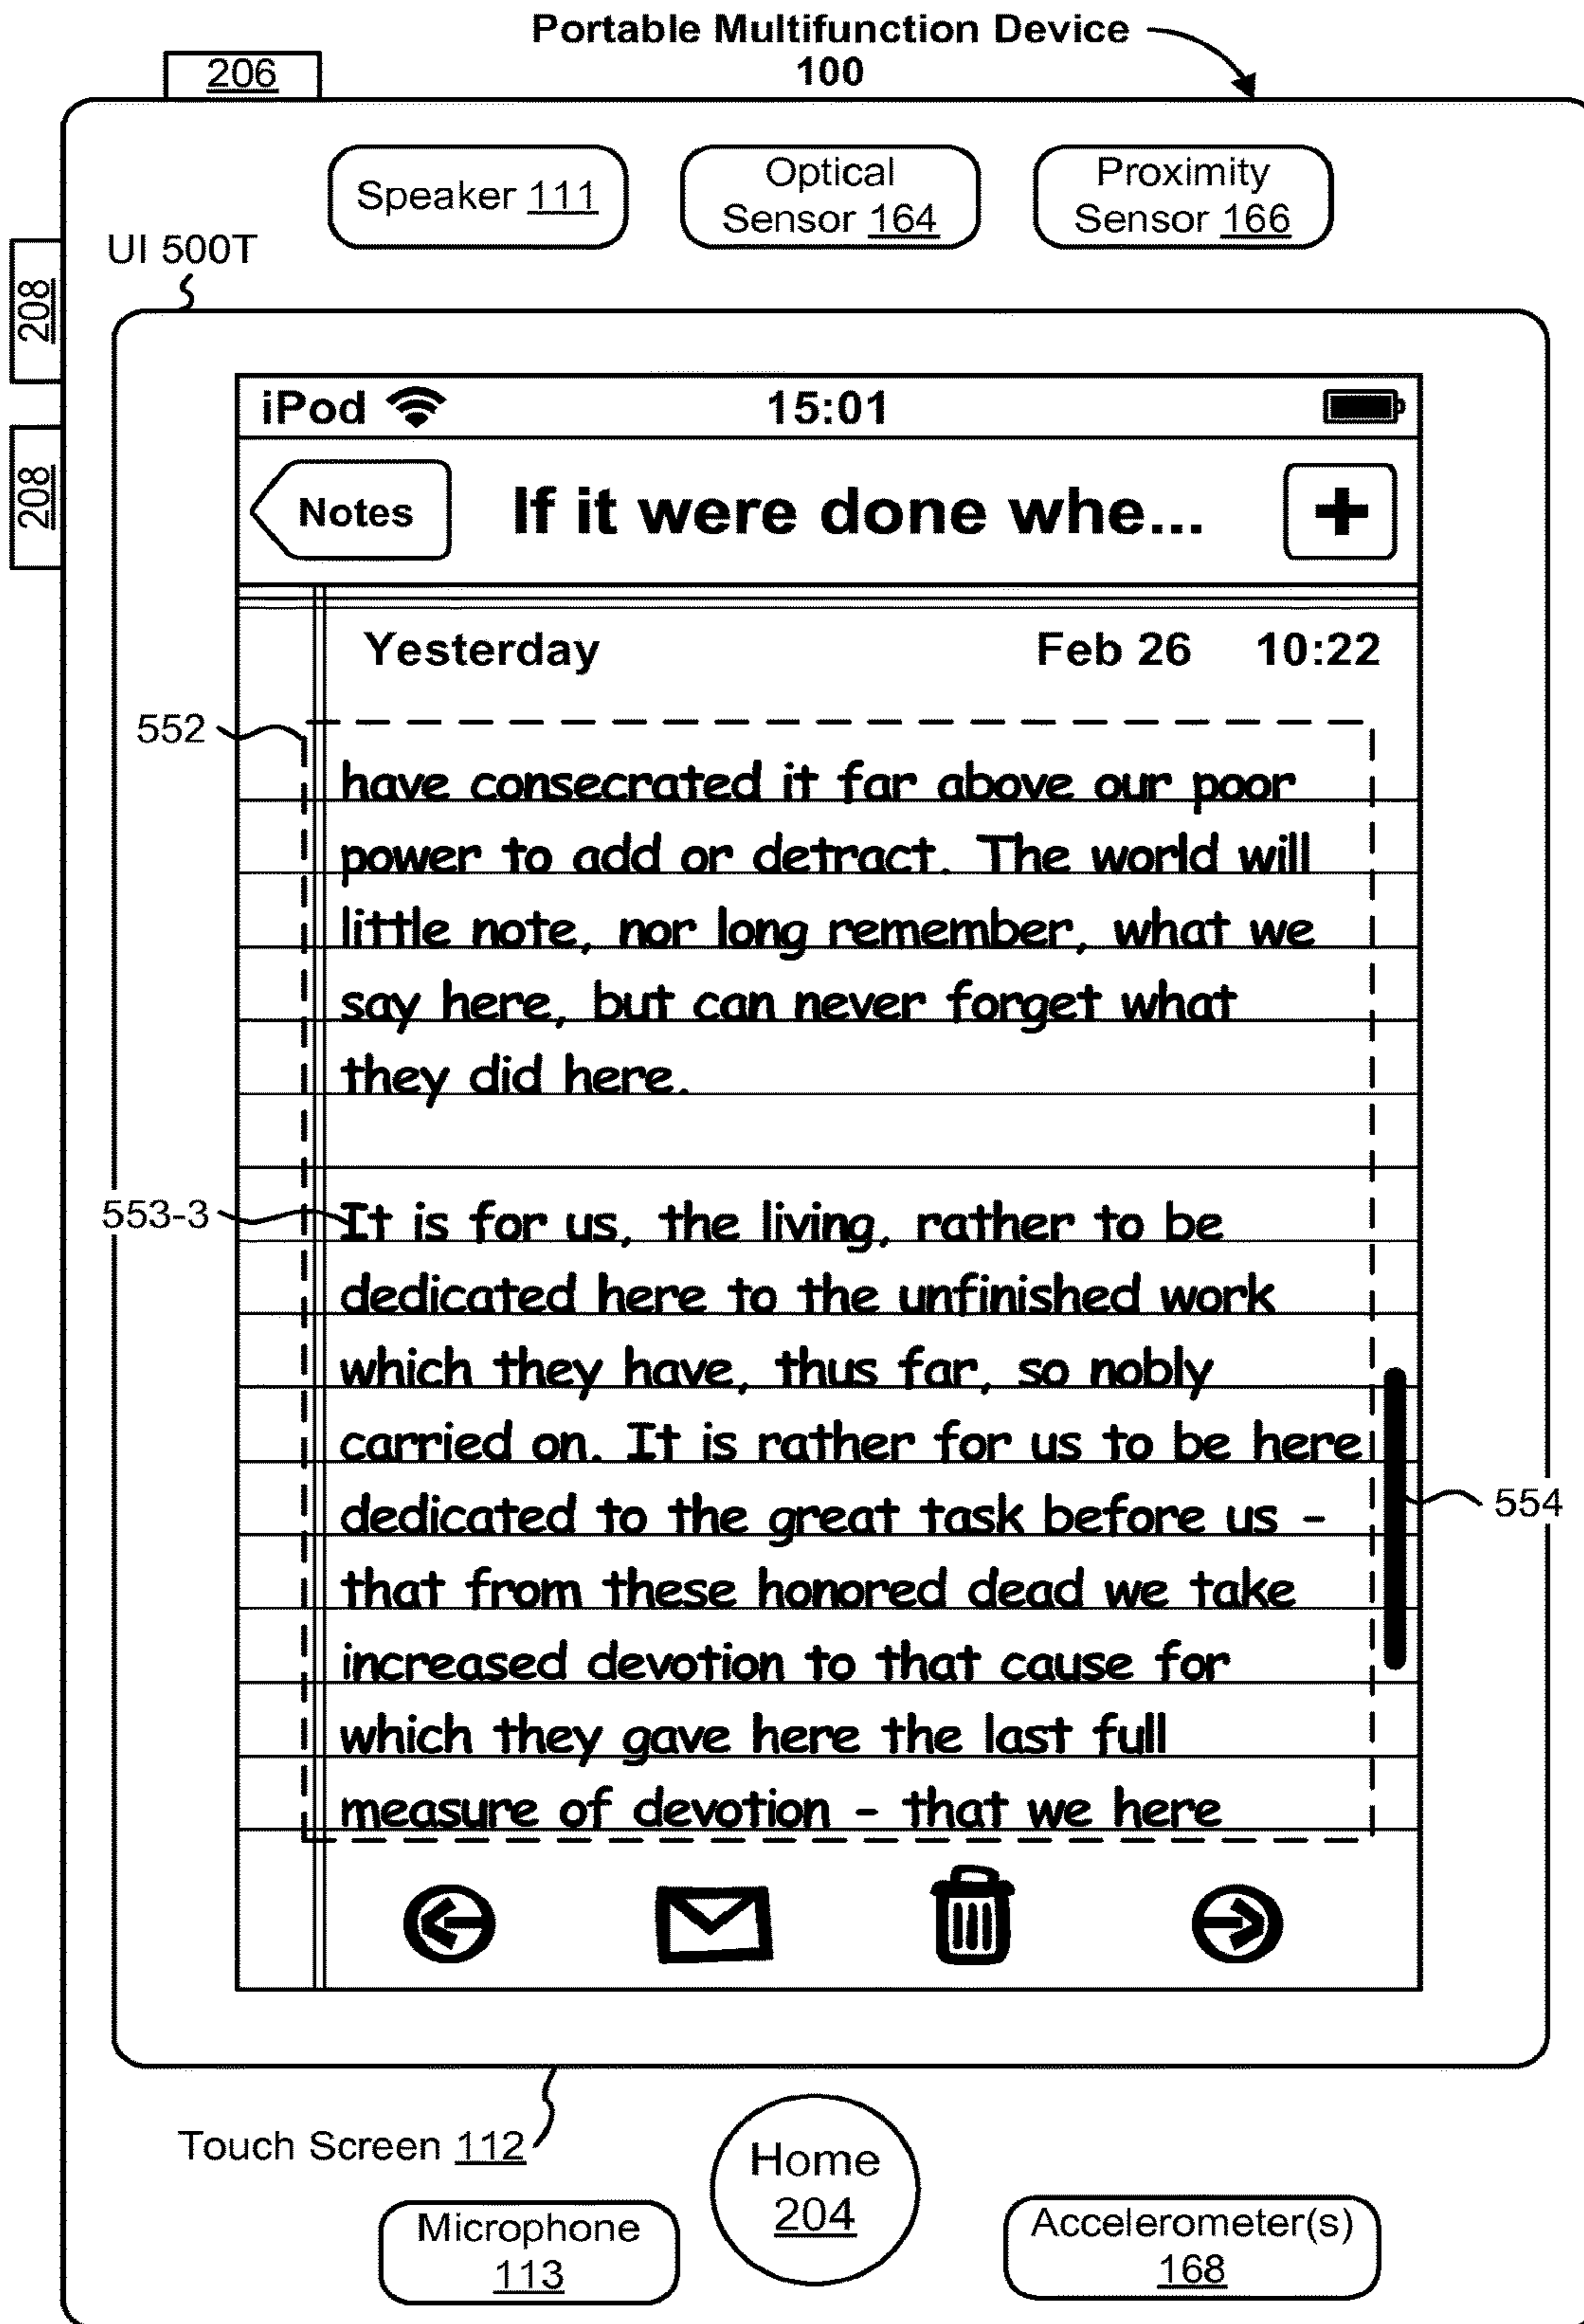 Portable Multifunction Device
100
206
Speaker 111
Optical
Sensor 164
Proximity
Sensor 166
UI 500T
208
208
iPod 15:01
Notes If it were done whe... +
Yesterday Feb 26 10:22
552
have consecrated it far above our poor
power to add or detract. The world will
little note, nor long remember, what we
say here, but can never forget what
they did here.
553-3
It is for us, the living, rather to be
dedicated here to the unfinished work
which they have, thus far, so nobly
carried on. It is rather for us to be here
dedicated to the great task before us -
554
that from these honored dead we take
increased devotion to that cause for
which they gave here the last full
measure of devotion - that we here
Touch Screen 112
Home
204
Microphone
113
Accelerometer(s)
168